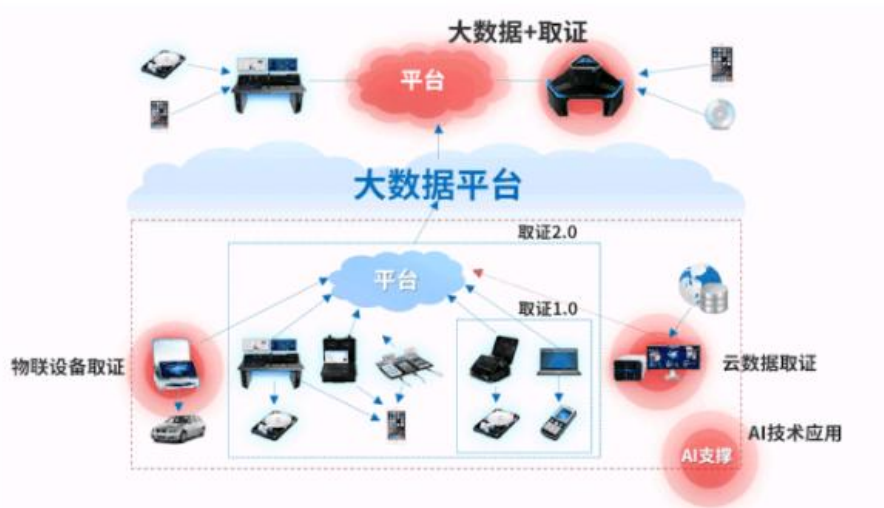 大数据+取证
平台
大数据平台
取证2.0
平台
取证1.0
物联设备取证
云数据取证
AI技术应用
AI支撑